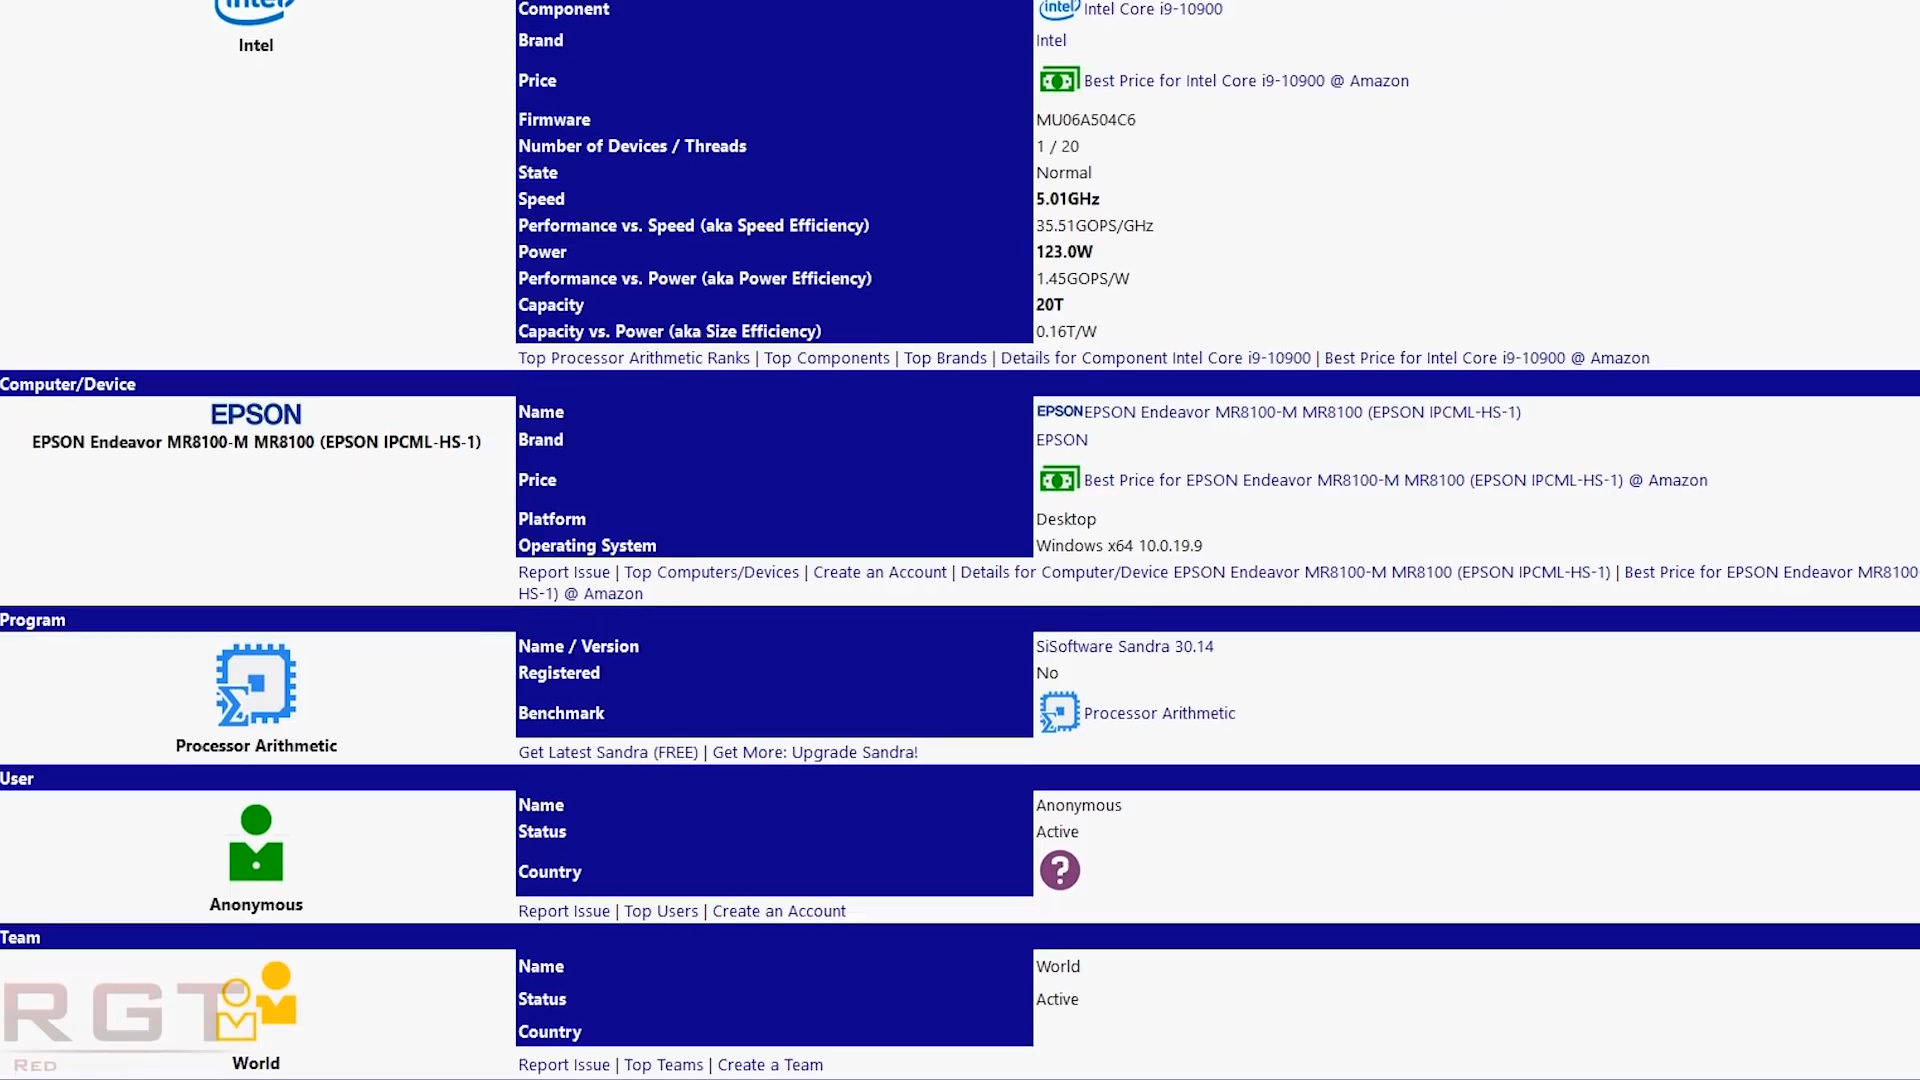 intel
Intel
Component
Intel Core i9-10900
Brand
Intel
Price
Best Price for Intel Core i9-10900 @ Amazon
Firmware
MU06A504C6
Number of Devices / Threads
1 / 20
State
Normal
Speed
5.01GHz
Performance vs. Speed (aka Speed Efficiency)
35.51GOPS/GHz
Power
123.0W
Performance vs. Power (aka Power Efficiency)
1.45GOPS/W
Capacity
20T
Capacity vs. Power (aka Size Efficiency)
0.16T/W
Top Processor Arithmetic Ranks | Top Components | Top Brands | Details for Component Intel Core i9-10900 | Best Price for Intel Core i9-10900 @ Amazon
Computer/Device
EPSON
EPSON Endeavor MR8100-M MR8100 (EPSON IPCML-HS-1)
Name
EPSON EPSON Endeavor MR8100-M MR8100 (EPSON IPCML-HS-1)
Brand
EPSON
Price
Best Price for EPSON Endeavor MR8100-M MR8100 (EPSON IPCML-HS-1) @ Amazon
Platform
Desktop
Operating System
Windows x64 10.0.19.9
Report Issue | Top Computers/Devices | Create an Account | Details for Computer/Device EPSON Endeavor MR8100-M MR8100 (EPSON IPCML-HS-1) | Best Price for EPSON Endeavor MR8100-
HS-1) @ Amazon
Program
Processor Arithmetic
Name / Version
SiSoftware Sandra 30.14
Registered
No
Benchmark
Processor Arithmetic
Get Latest Sandra (FREE) | Get More: Upgrade Sandra!
User
Anonymous
Name
Anonymous
Status
Active
Country
?
Report Issue | Top Users | Create an Account
Team
World
Name
World
Status
Active
Country
Report Issue | Top Teams | Create a Team
RGT
RED